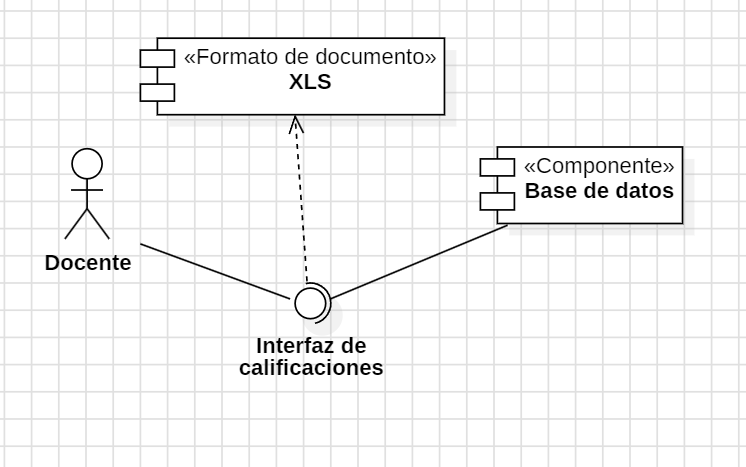 «Formato de documento»
XLS
«Componente»
Base de datos
Docente
Interfaz de
calificaciones